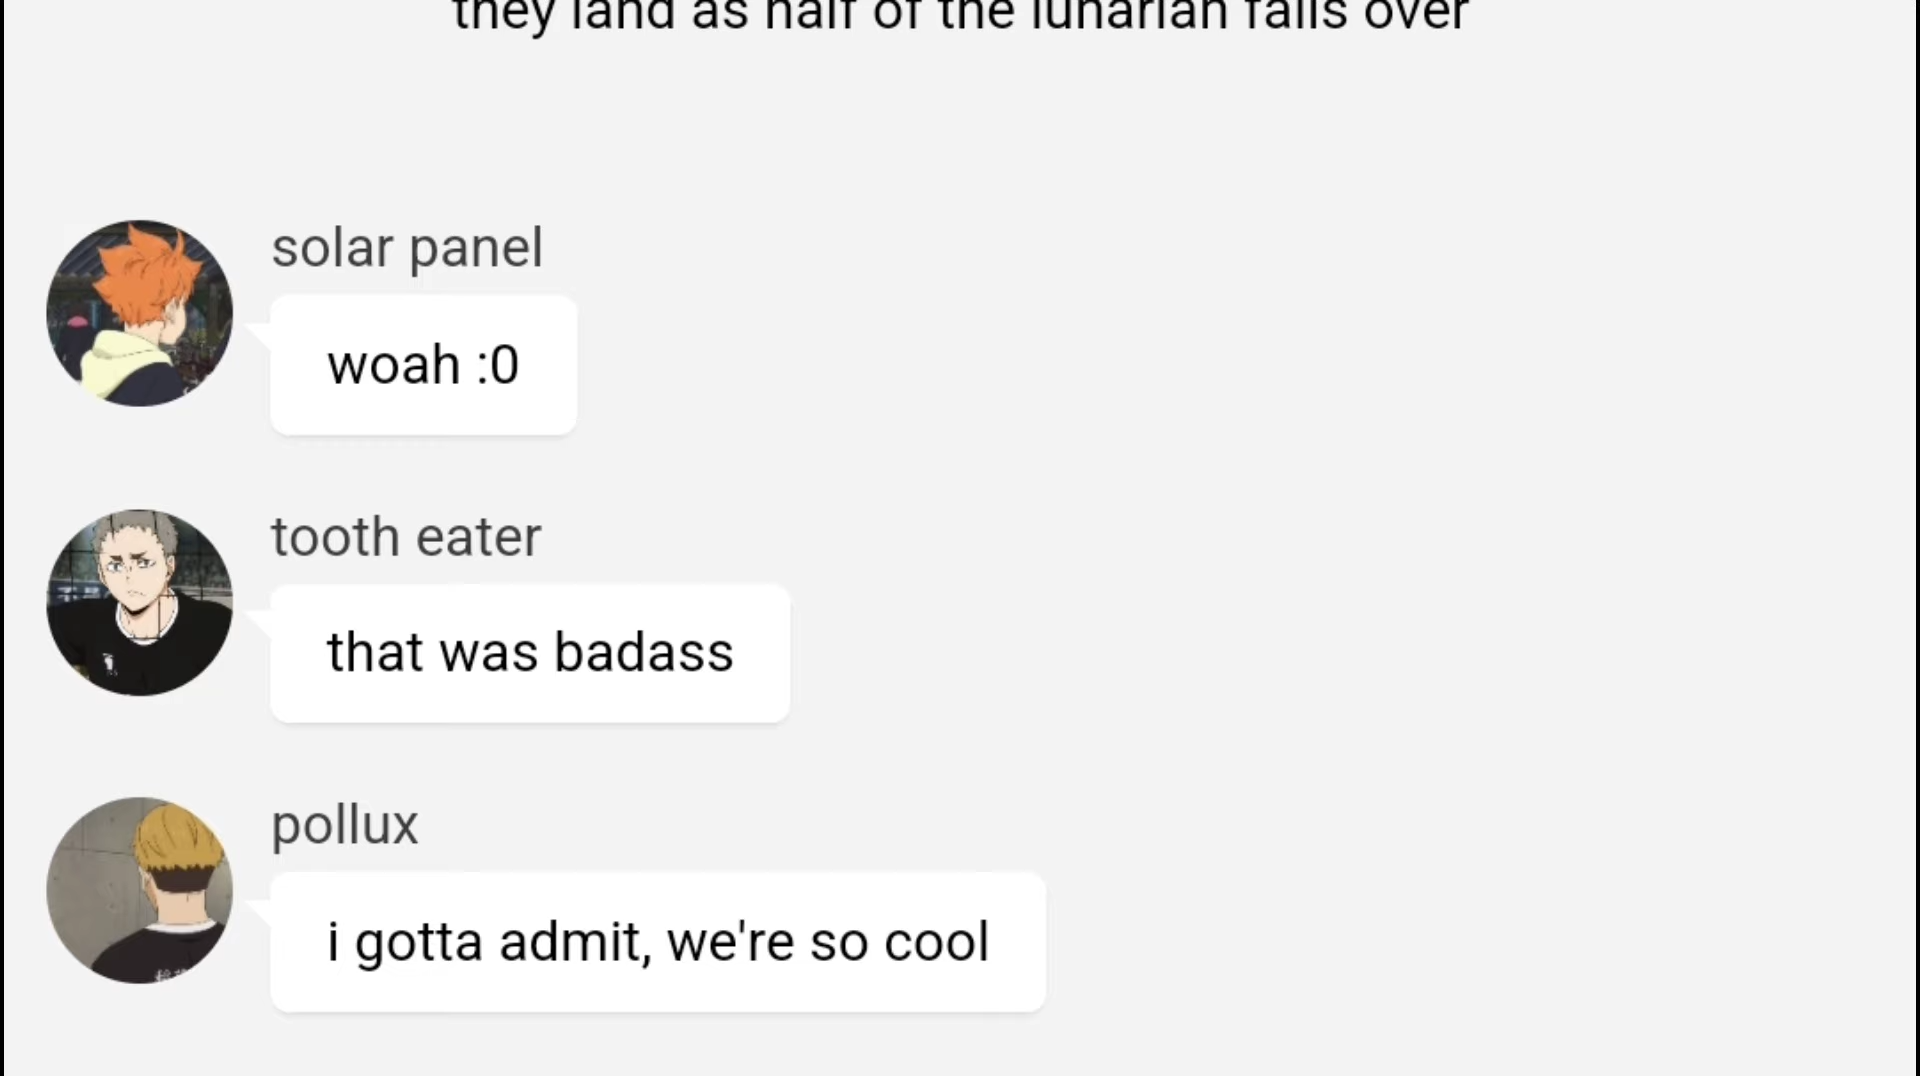 they land as half of the lunarian falls over
solar panel
woah :0
tooth eater
that was badass
pollux
i gotta admit, we're so cool